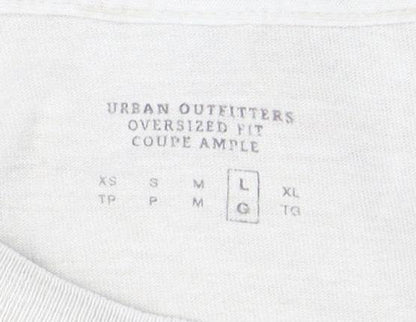 URBAN OUTFITTERS
OVERSIZED FIT
COUPE AMPLE
XS S M L XL
TP P M G TG